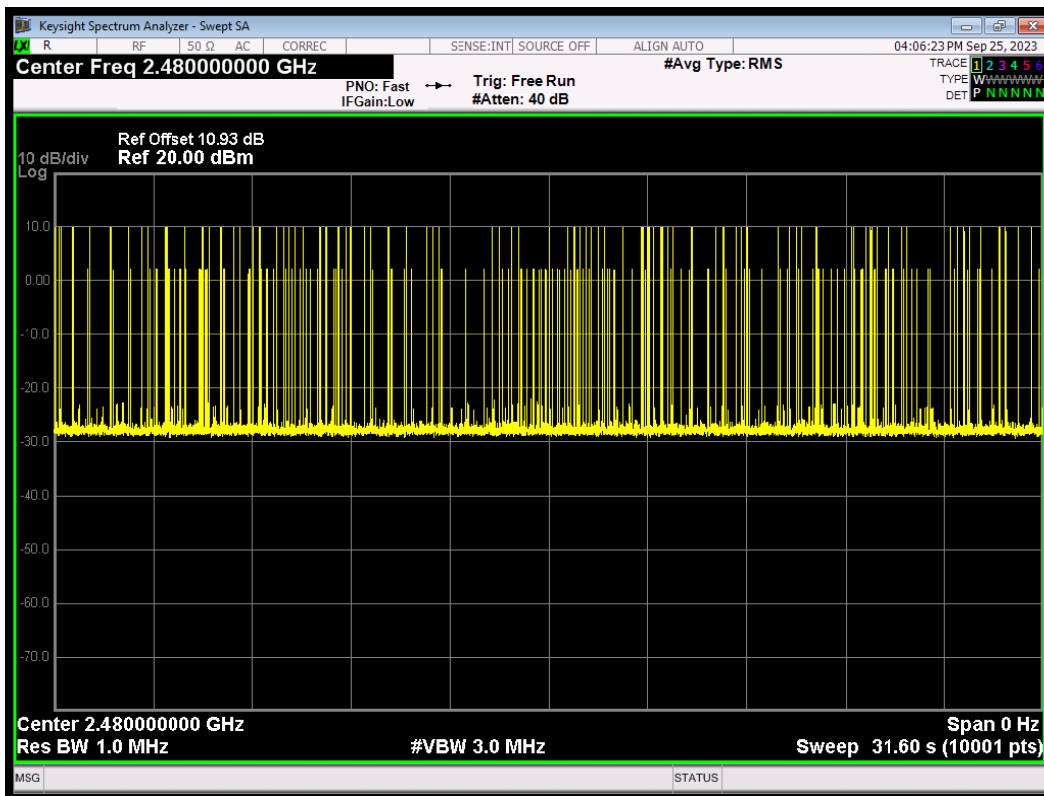 Keysight Spectrum Analyzer - Swept SA
LXI R RF 50 Ω AC CORREC SENSE:INT SOURCE OFF ALIGN AUTO 04:06:23 PM Sep 25, 2023
Center Freq 2.480000000 GHz #Avg Type: RMS TRACE 1 2 3 4 5 6
PNO: Fast Trig: Free Run TYPE WWWWWW
IFGain:Low #Atten: 40 dB DET P N N N N N
Ref Offset 10.93 dB
10 dB/div Ref 20.00 dBm
Log
10.0
0.00
-10.0
-20.0
-30.0
-40.0
-50.0
-60.0
-70.0
Center 2.480000000 GHz Span 0 Hz
Res BW 1.0 MHz #VBW 3.0 MHz Sweep 31.60 s (10001 pts)
MSG STATUS